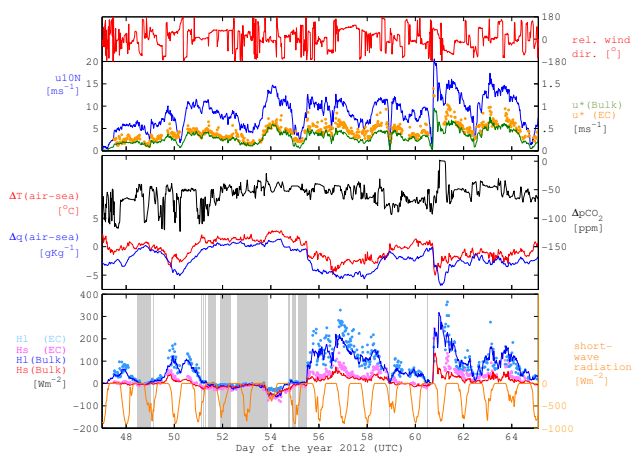 180
0
-180
rel. wind
dir. [°]
20
15
10
5
0
u10N
[ms⁻¹]
1.5
1
0.5
0
u*(Bulk)
u* (EC)
[ms⁻¹]
ΔT(air-sea)
[°C]
Δq(air-sea)
[gKg⁻¹]
5
0
−5
0
−50
−100
−150
ΔpCO₂
[ppm]
400
300
200
100
0
−100
−200
Hl (EC)
Hs (EC)
Hl(Bulk)
Hs(Bulk)
[Wm⁻²]
0
−500
−1000
short-
wave
radiation
[Wm⁻²]
48 50 52 54 56 58 60 62 64
Day of the year 2012 (UTC)